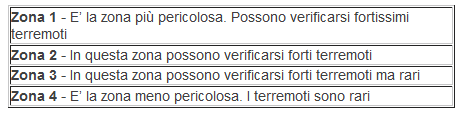 Zona 1 - E' la zona più pericolosa. Possono verificarsi fortissimi
terremoti
Zona 2 - In questa zona possono verificarsi forti terremoti
Zona 3 - In questa zona possono verificarsi forti terremoti ma rari
Zona 4 - E' la zona meno pericolosa. I terremoti sono rari